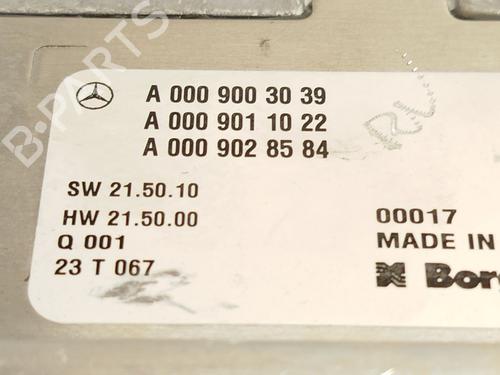 A 000 900 30 39
A 000 901 10 22
A 000 902 85 84
SW 21.50.10
HW 21.50.00
Q 001
23 T 067
00017
MADE IN
Borg
B-PARTS